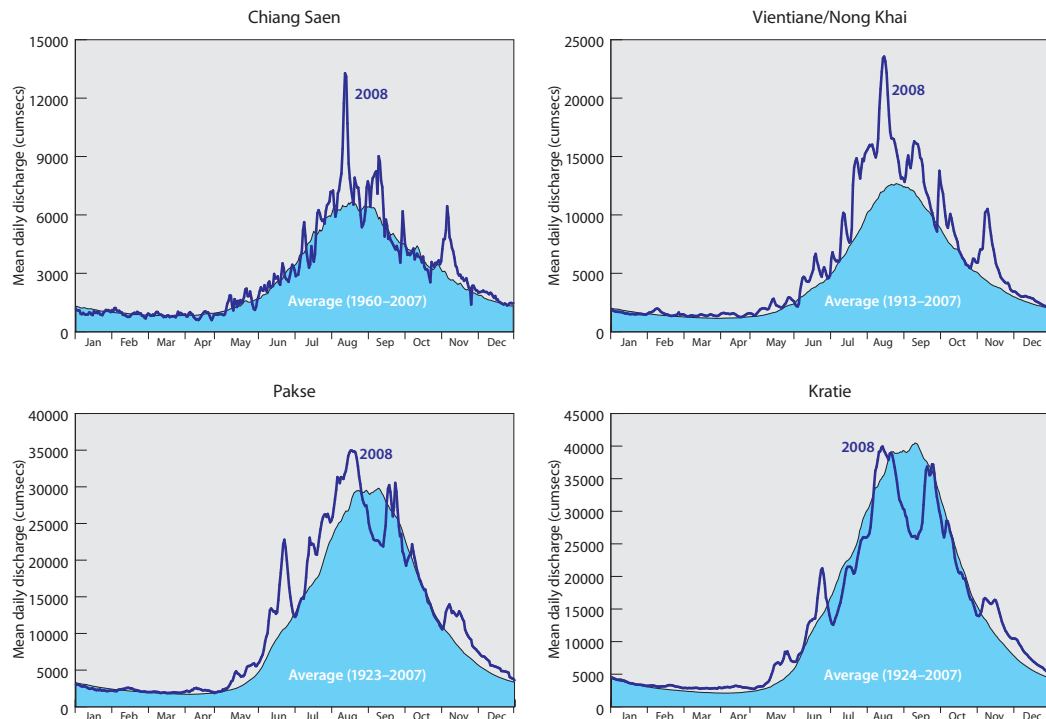 Chiang Saen
Mean daily discharge (cumsecs)
15000
12000
9000
6000
3000
0
2008
Average (1960–2007)
Jan Feb Mar Apr May Jun Jul Aug Sep Oct Nov Dec
Vientiane/Nong Khai
Mean daily discharge (cumsecs)
25000
20000
15000
10000
5000
0
2008
Average (1913–2007)
Jan Feb Mar Apr May Jun Jul Aug Sep Oct Nov Dec
Pakse
Mean daily discharge (cumsecs)
40000
35000
30000
25000
20000
15000
10000
5000
0
2008
Average (1923–2007)
Jan Feb Mar Apr May Jun Jul Aug Sep Oct Nov Dec
Kratie
Mean daily discharge (cumsecs)
45000
40000
35000
30000
25000
20000
15000
10000
5000
0
2008
Average (1924–2007)
Jan Feb Mar Apr May Jun Jul Aug Sep Oct Nov Dec